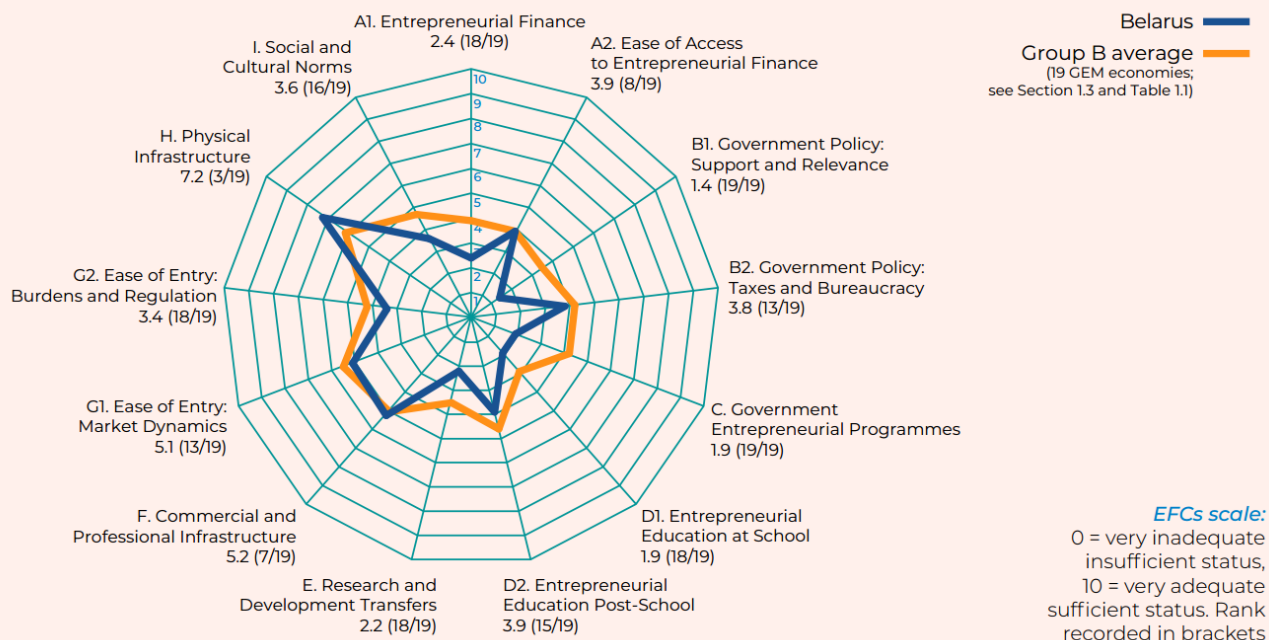 A1. Entrepreneurial Finance
2.4 (18/19)
A2. Ease of Access
to Entrepreneurial Finance
3.9 (8/19)
B1. Government Policy:
Support and Relevance
1.4 (19/19)
B2. Government Policy:
Taxes and Bureaucracy
3.8 (13/19)
C. Government
Entrepreneurial Programmes
1.9 (19/19)
D1. Entrepreneurial
Education at School
1.9 (18/19)
D2. Entrepreneurial
Education Post-School
3.9 (15/19)
E. Research and
Development Transfers
2.2 (18/19)
F. Commercial and
Professional Infrastructure
5.2 (7/19)
G1. Ease of Entry:
Market Dynamics
5.1 (13/19)
G2. Ease of Entry:
Burdens and Regulation
3.4 (18/19)
H. Physical
Infrastructure
7.2 (3/19)
I. Social and
Cultural Norms
3.6 (16/19)
10
9
8
7
6
5
4
2
1
Belarus
Group B average
(19 GEM economies;
see Section 1.3 and Table 1.1)
EFCs scale:
0 = very inadequate
insufficient status,
10 = very adequate
sufficient status. Rank
recorded in brackets